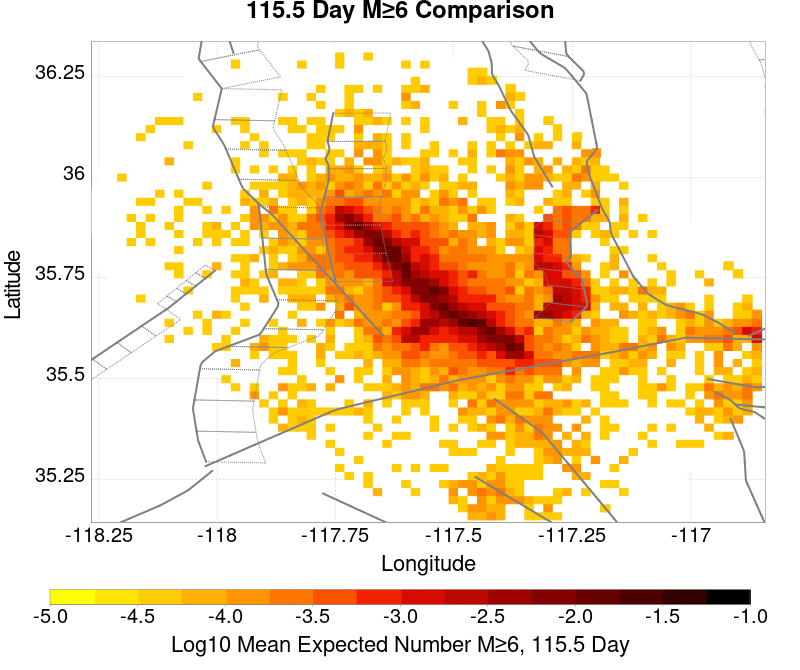 115.5 Day M≥6 Comparison
36.25
36
35.75
35.5
35.25
Latitude
-118.25 -118 -117.75 -117.5 -117.25 -117
Longitude
-5.0 -4.5 -4.0 -3.5 -3.0 -2.5 -2.0 -1.5 -1.0
Log10 Mean Expected Number M≥6, 115.5 Day